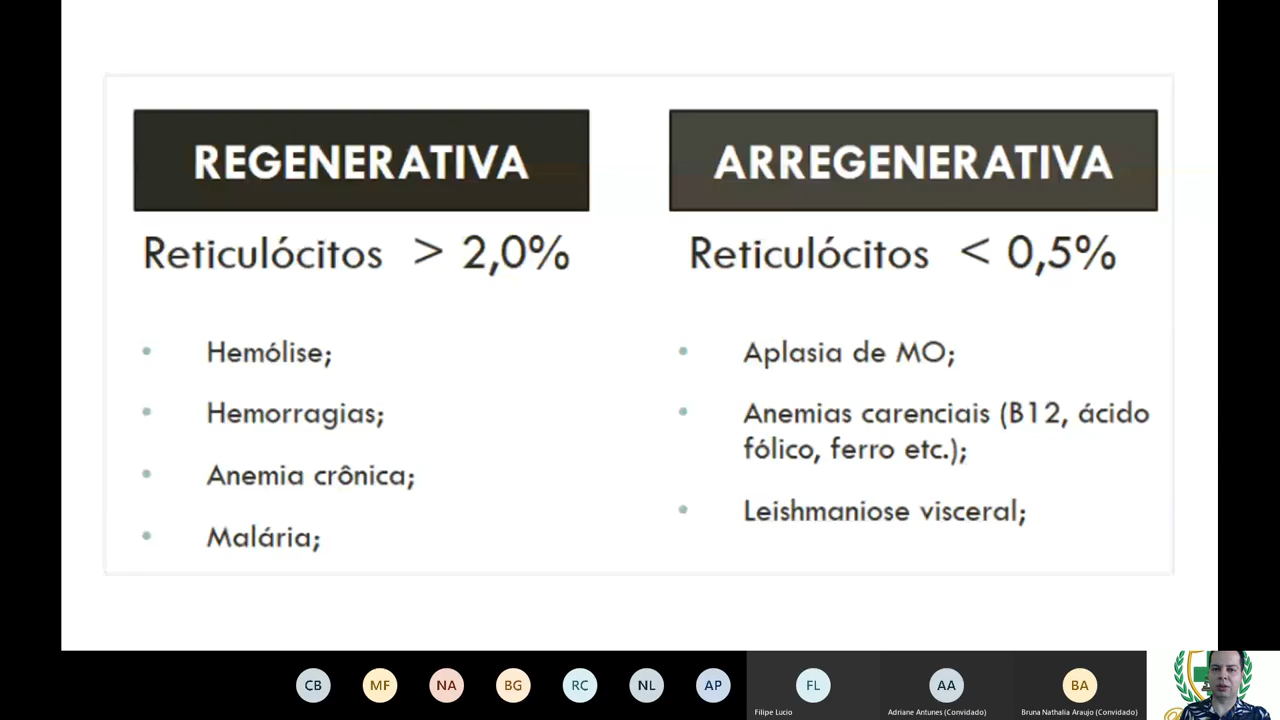 REGENERATIVA
Reticulócitos > 2,0%
• Hemólise;
• Hemorragias;
• Anemia crônica;
• Malária;
ARREGENERATIVA
Reticulócitos < 0,5%
• Aplasia de MO;
• Anemias carenciais (B12, ácido
fólico, ferro etc.);
• Leishmaniose visceral;
CB MF NA BG RC NL AP FL AA BA
Filipe Lucio
Adriane Antunes (Convidado)
Bruna Nathalia Araujo (Convidado)